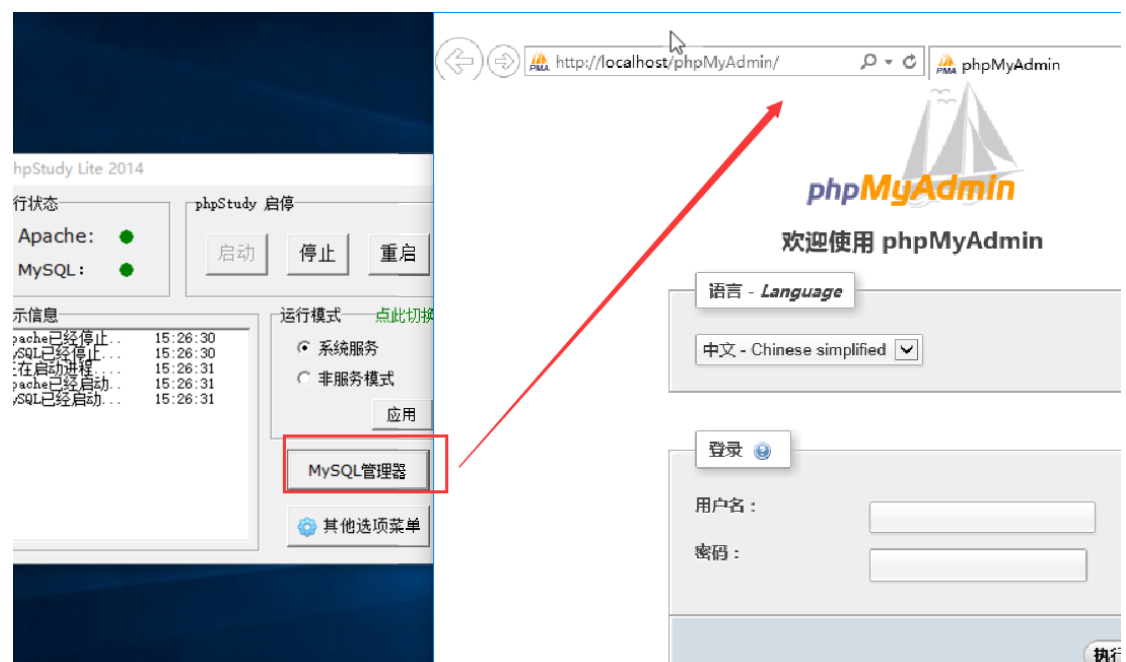 http://localhost/phpMyAdmin/
phpMyAdmin
hpStudy Lite 2014
行状态
phpStudy 启停
Apache:
MySQL:
启动
停止
重启
示信息
运行模式
点此切换
pache已经停止..
15:26:30
ySQL已经停止...
15:26:30
在启动进程....
15:26:31
pache已经启动..
15:26:31
ySQL已经启动...
15:26:31
系统服务
非服务模式
应用
MySQL管理器
其他选项菜单
PMA
phpMyAdmin
欢迎使用 phpMyAdmin
语言 - Language
中文 - Chinese simplified
登录
用户名：
密码：
执行